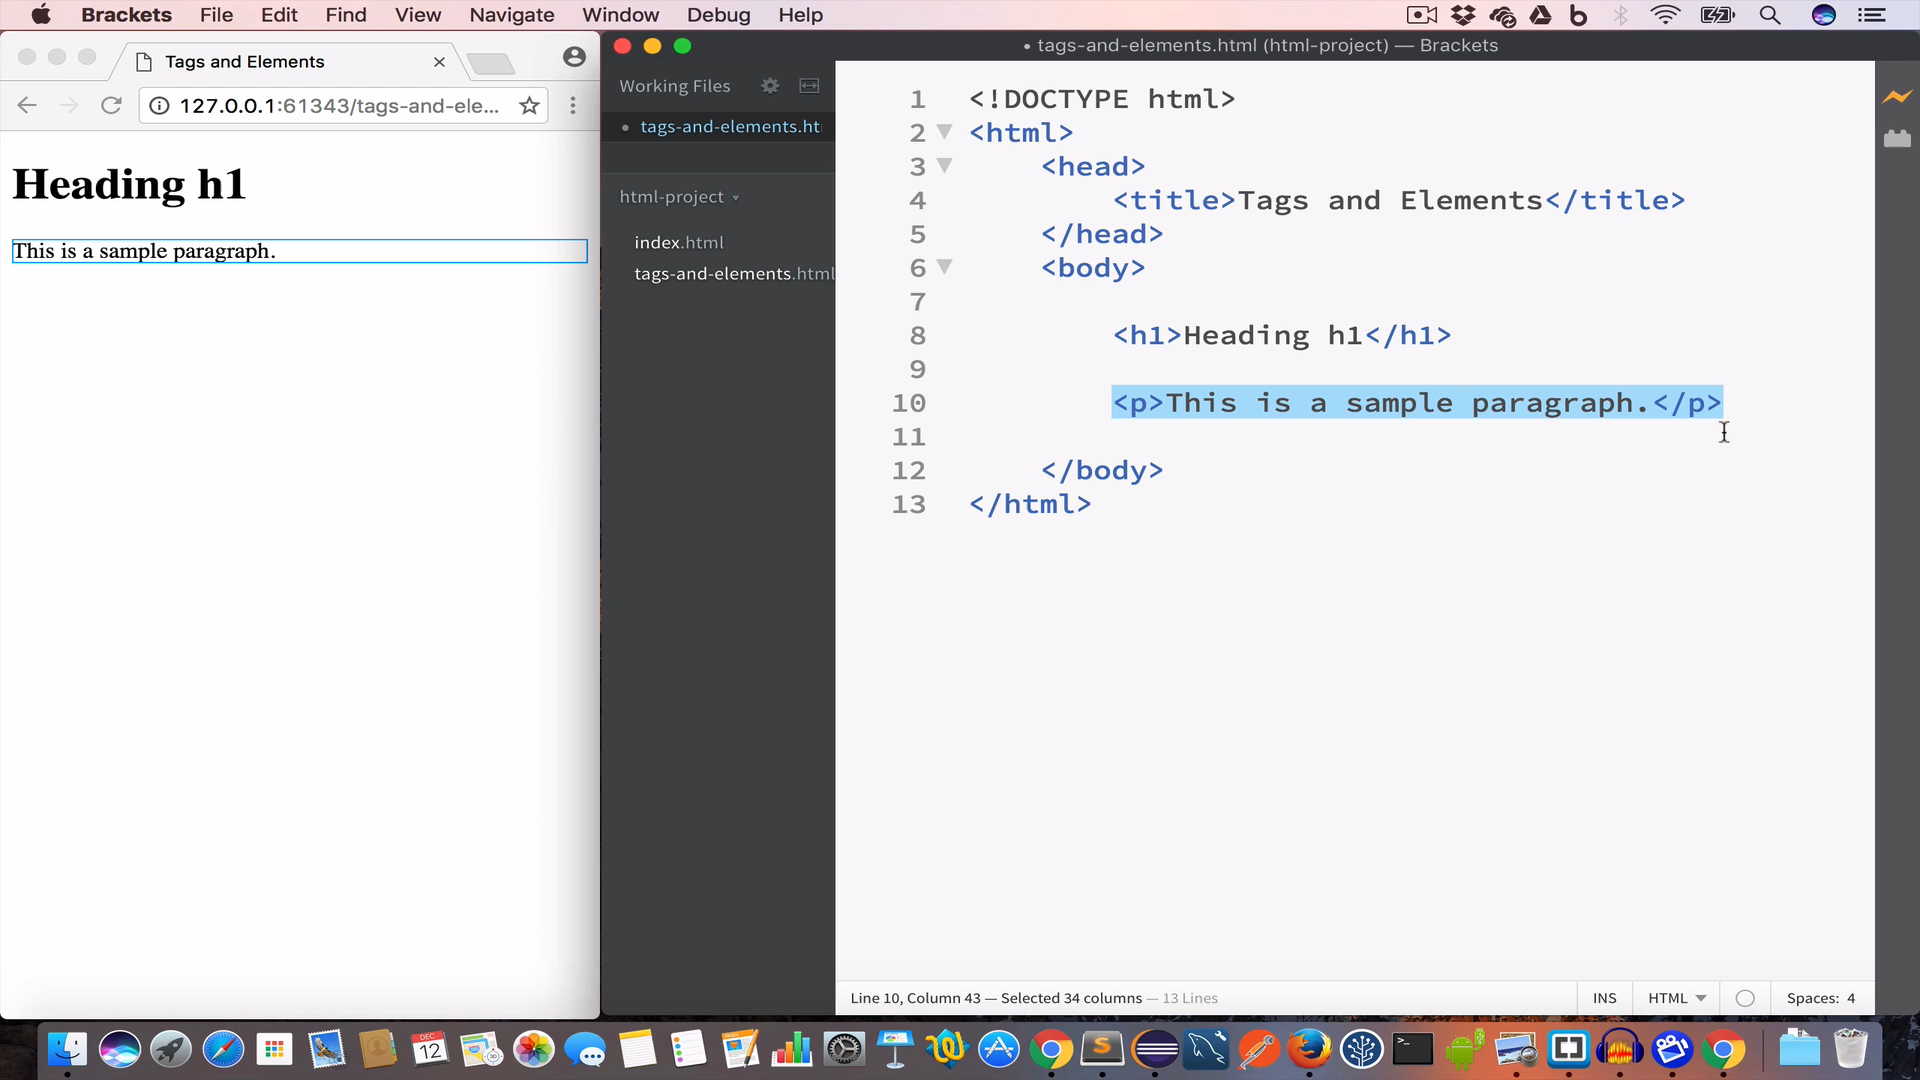 Brackets File Edit Find View Navigate Window Debug Help
Tags and Elements
127.0.0.1:61343/tags-and-ele...
Heading h1
This is a sample paragraph.
• tags-and-elements.html (html-project) — Brackets
Working Files
• tags-and-elements.ht
html-project
index.html
tags-and-elements.html
1 <!DOCTYPE html>
2 <html>
3 <head>
4 <title>Tags and Elements</title>
5 </head>
6 <body>
7
8 <h1>Heading h1</h1>
9
10 <p>This is a sample paragraph.</p>
11
12 </body>
13 </html>
Line 10, Column 43 — Selected 34 columns — 13 Lines
INS HTML Spaces: 4
DEC
12